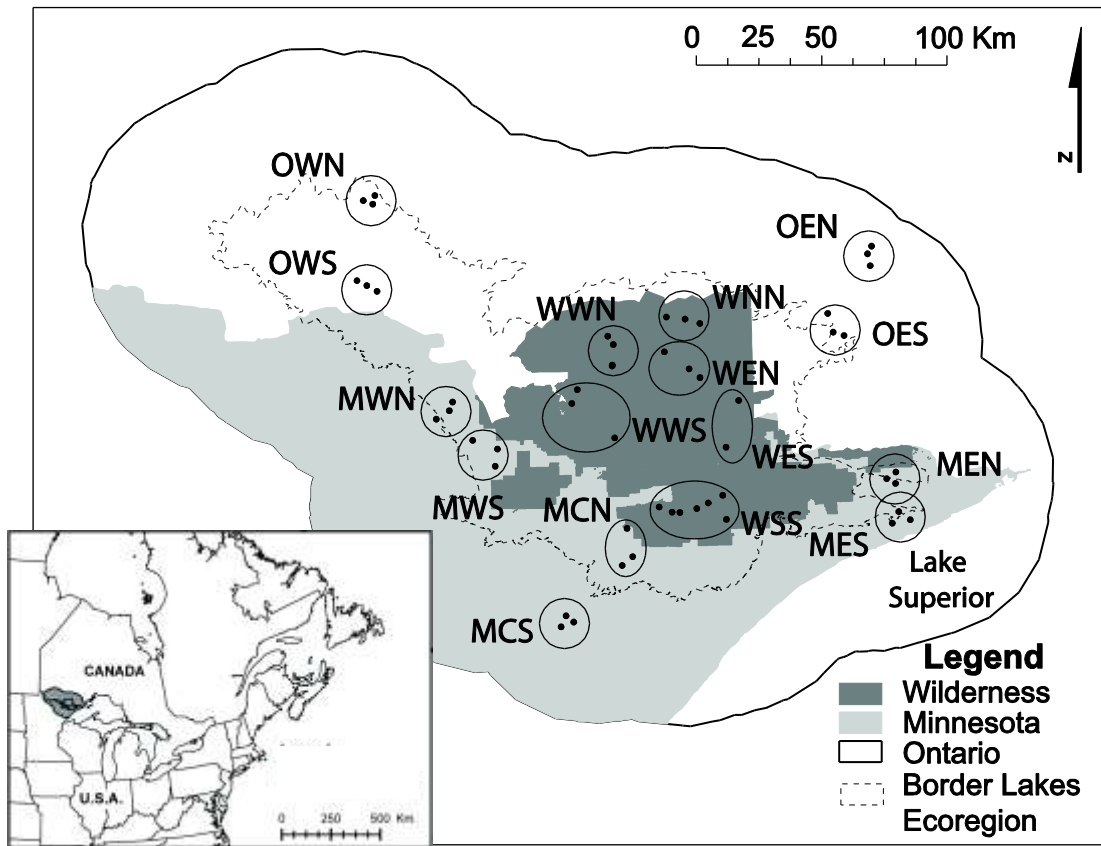 0 25 50 100 Km
z
OWN
OEN
OWS
WNN
WWN
OES
WEN
MWN
WWS
WES
MEN
MWS
MCN
WSS
MES
Lake
Superior
MCS
CANADA
U.S.A.
0 250 500 Km
Legend
Wilderness
Minnesota
Ontario
Border Lakes
Ecoregion